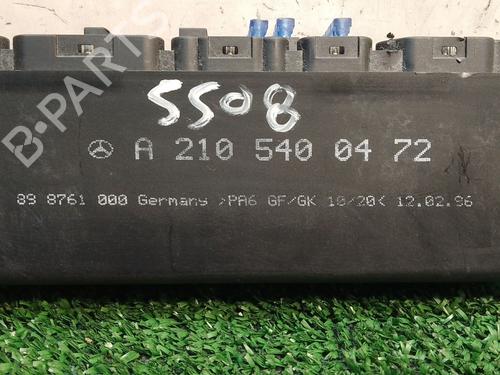 5508
A 210 540 04 72
89 8761 000 Germany >PA6 GF/GK 10/20< 12.02.96
B-PARTS